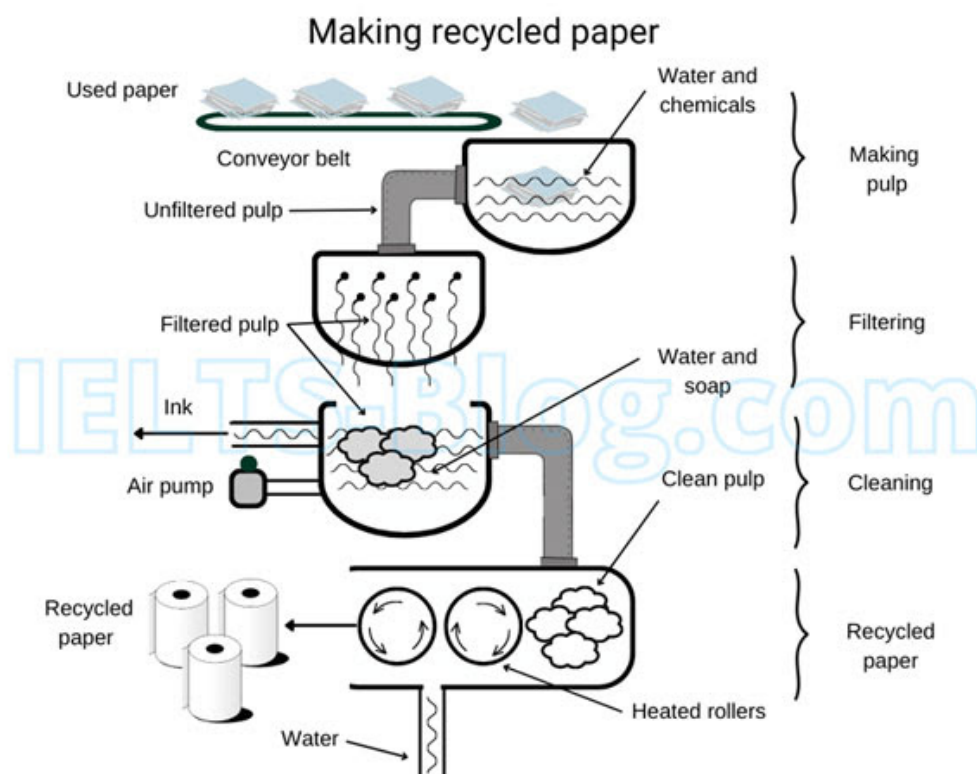 Making recycled paper
Used paper
Water and
chemicals
Conveyor belt
Making
pulp
Unfiltered pulp
Filtered pulp
Filtering
Water and
soap
IELTS-Blog.com
Ink
Air pump
Clean pulp
Cleaning
Recycled
paper
Recycled
paper
Heated rollers
Water